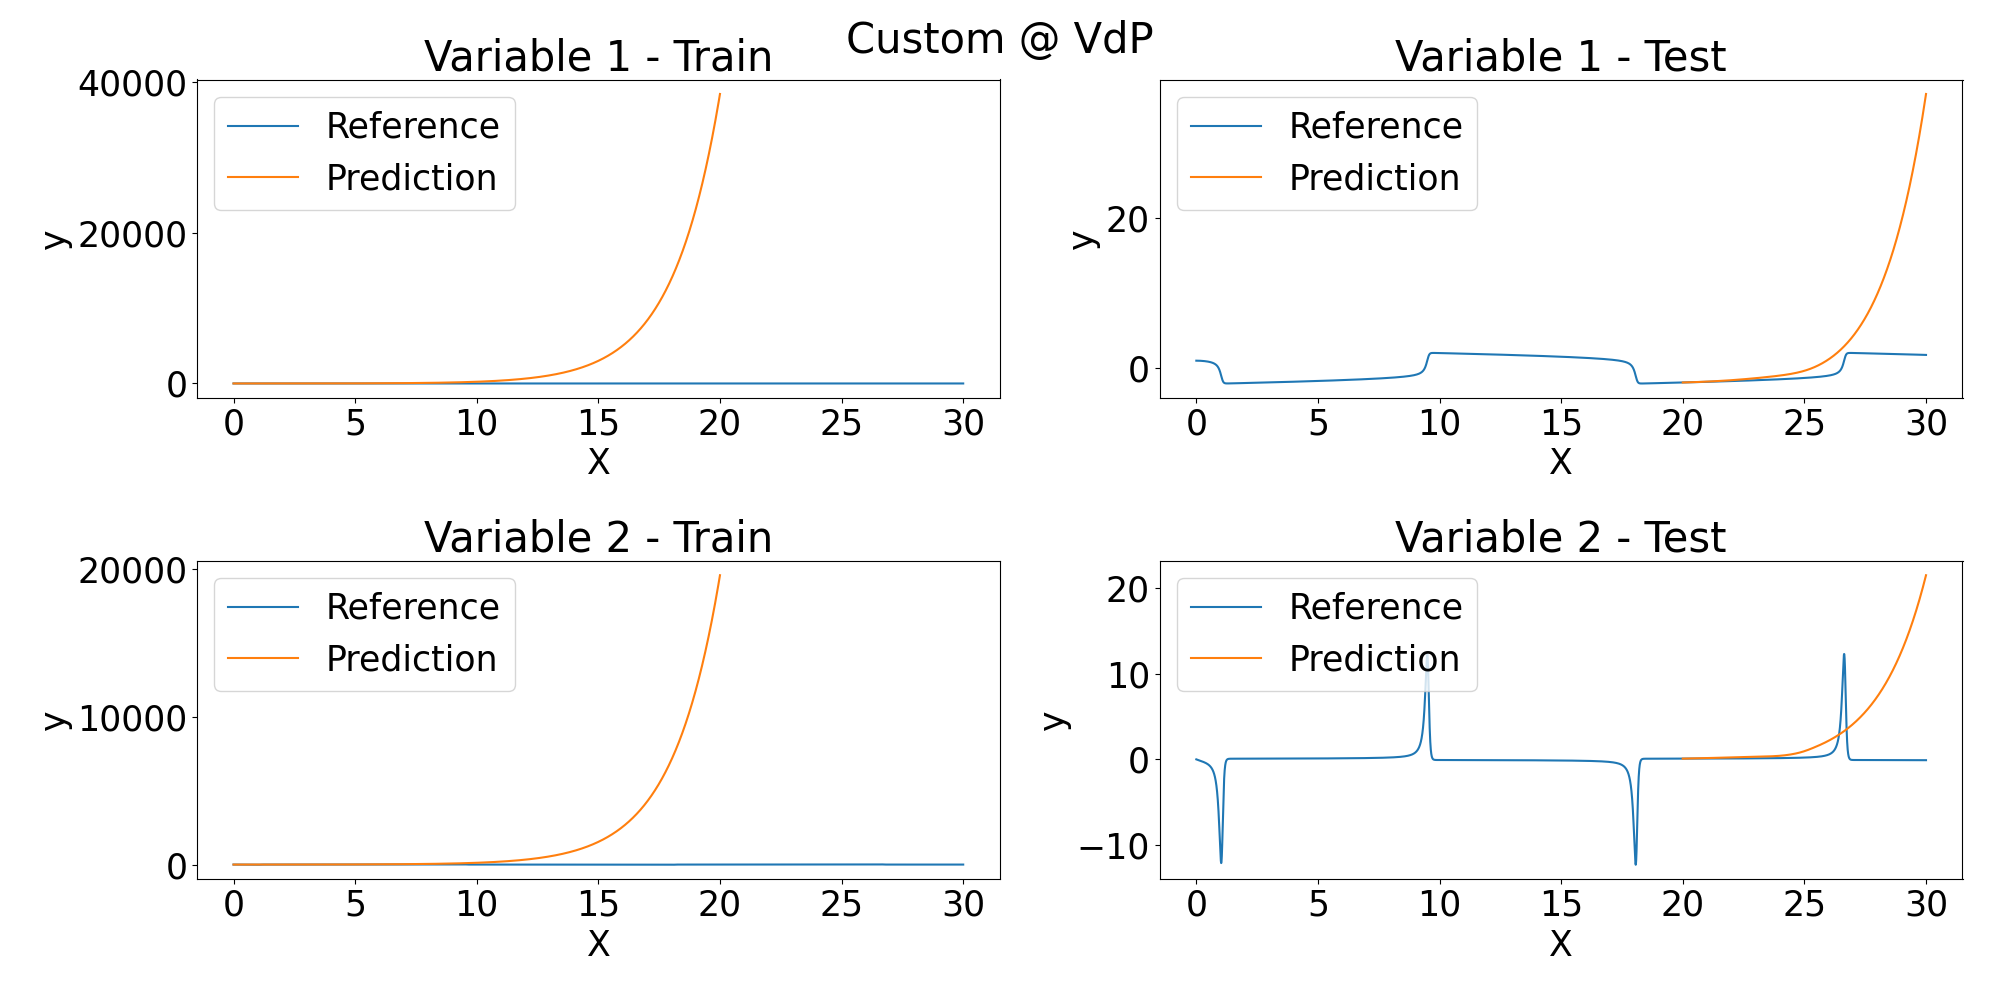 Custom @ VdP
Variable 1 - Train
40000
20000
0
y
Reference
Prediction
0 5 10 15 20 25 30
X
Variable 1 - Test
20
0
y
Reference
Prediction
0 5 10 15 20 25 30
X
Variable 2 - Train
20000
10000
0
y
Reference
Prediction
0 5 10 15 20 25 30
X
Variable 2 - Test
20
10
0
−10
y
Reference
Prediction
0 5 10 15 20 25 30
X